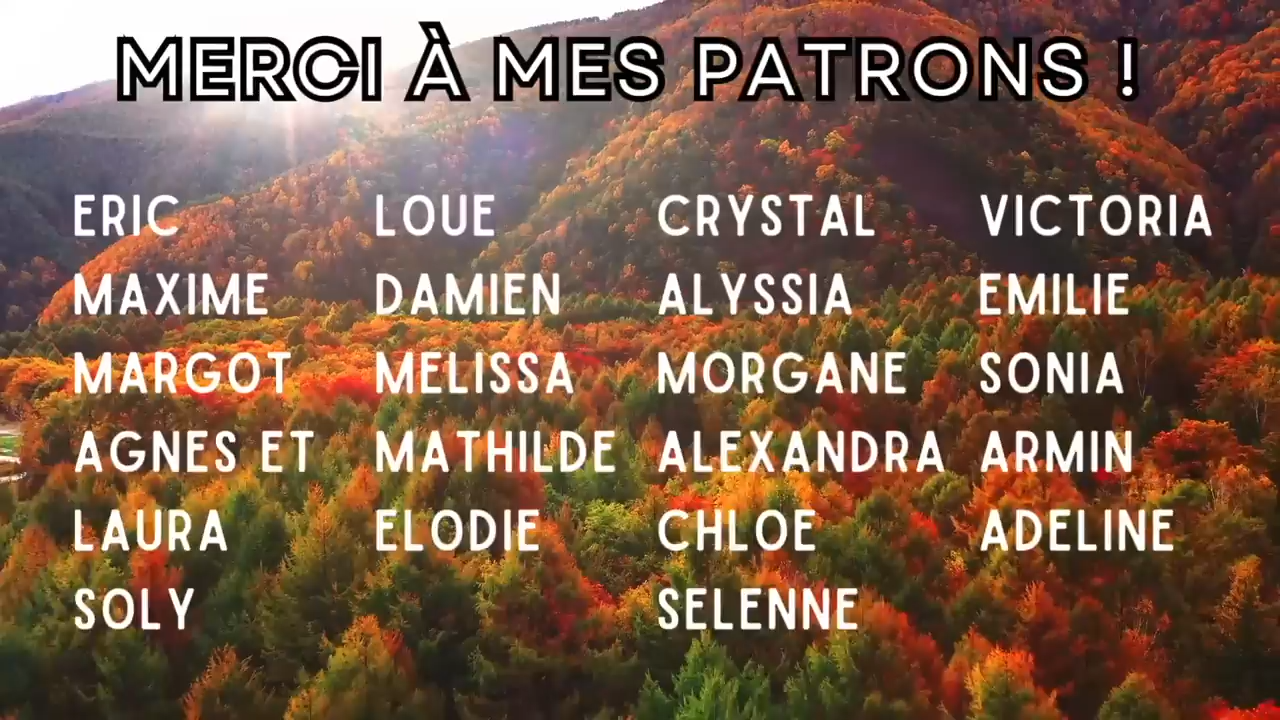 MERCI À MES PATRONS !
ERIC
MAXIME
MARGOT
AGNES ET
LAURA
SOLY
LOUE
DAMIEN
MELISSA
MATHILDE
ELODIE
CRYSTAL
ALYSSIA
MORGANE
ALEXANDRA
CHLOE
SELENNE
VICTORIA
EMILIE
SONIA
ARMIN
ADELINE